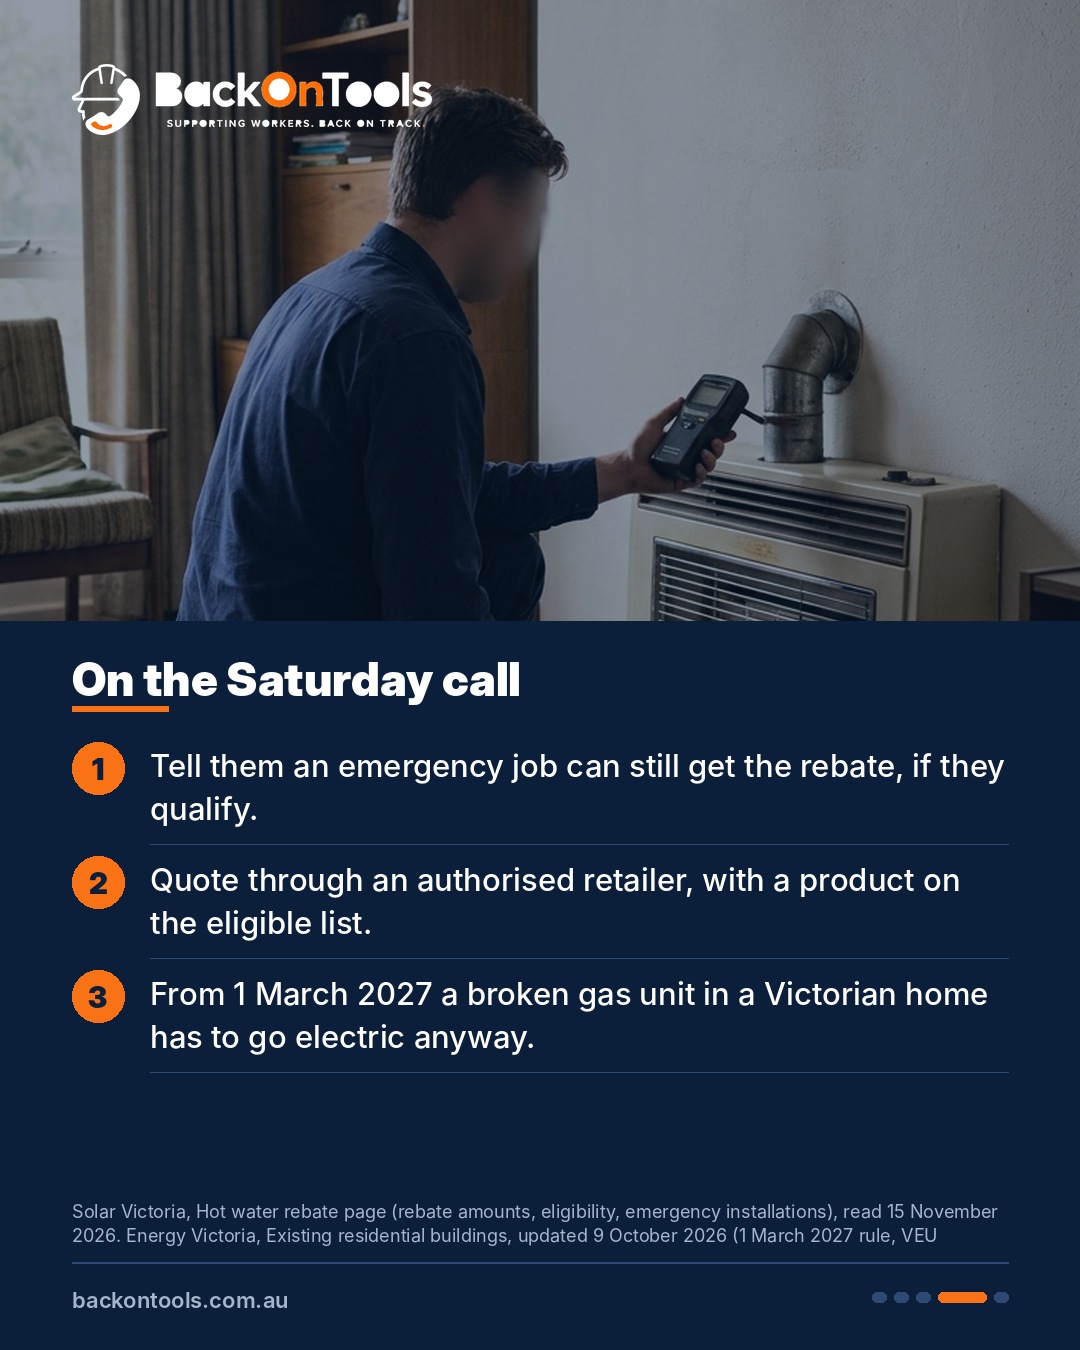 BackOnTools
SUPPORTING WORKERS. BACK ON TRACK.
On the Saturday call
1
Tell them an emergency job can still get the rebate, if they
qualify.
2
Quote through an authorised retailer, with a product on
the eligible list.
3
From 1 March 2027 a broken gas unit in a Victorian home
has to go electric anyway.
Solar Victoria, Hot water rebate page (rebate amounts, eligibility, emergency installations), read 15 November
2026. Energy Victoria, Existing residential buildings, updated 9 October 2026 (1 March 2027 rule, VEU
backontools.com.au